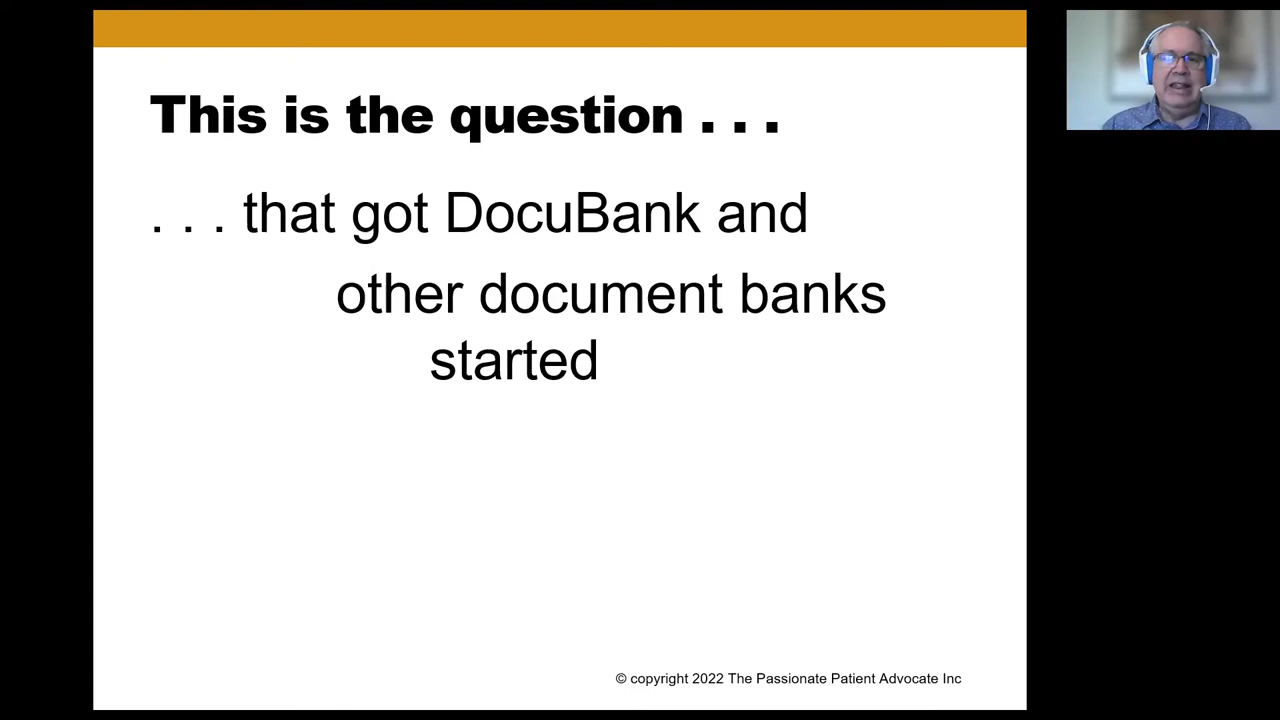 This is the question . . .
. . . that got DocuBank and
other document banks
started
© copyright 2022 The Passionate Patient Advocate Inc